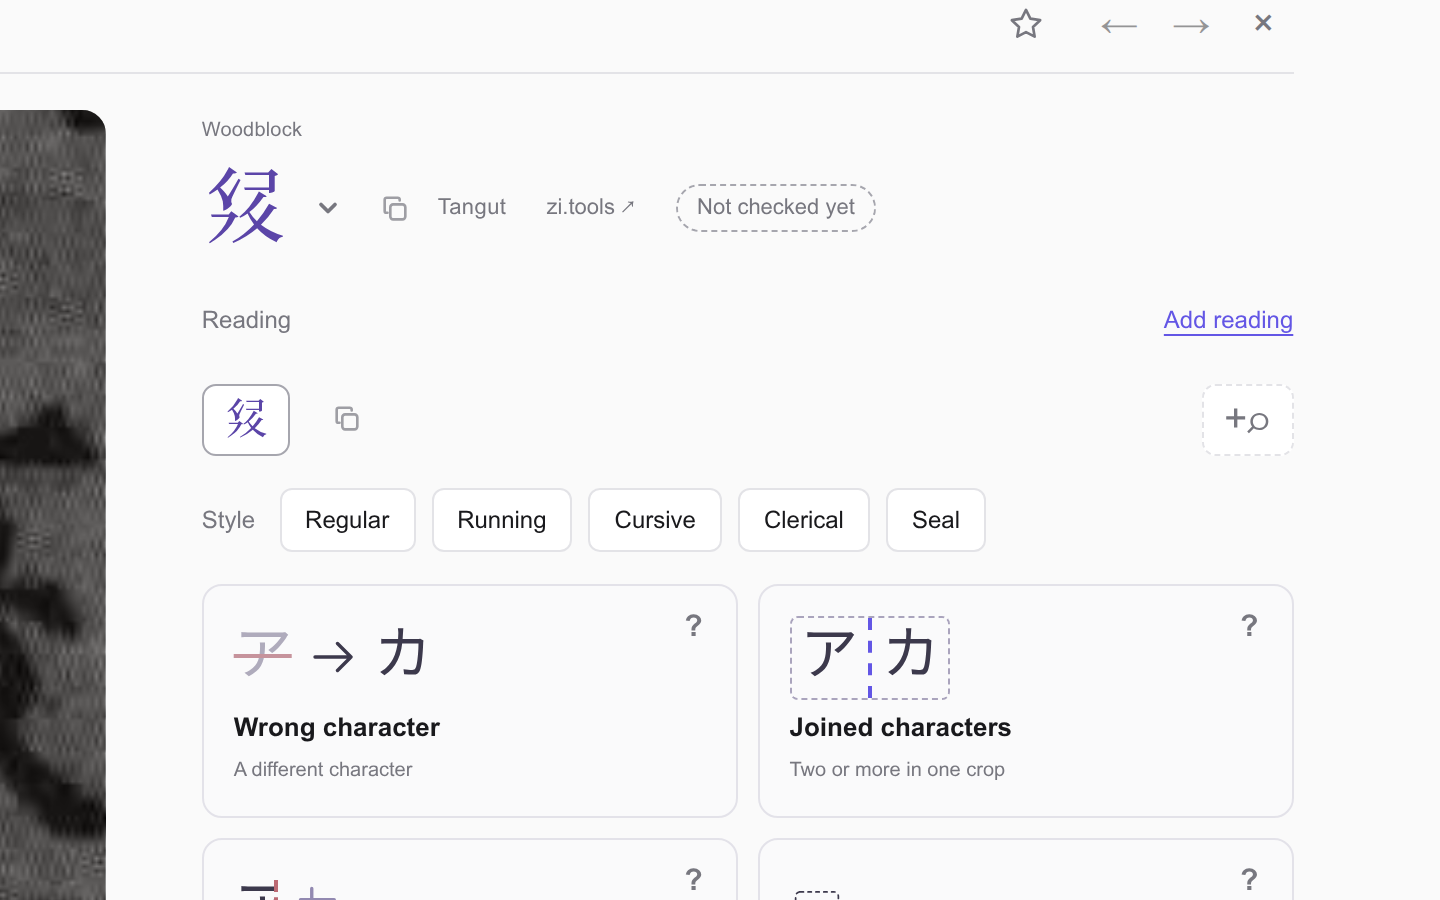 Woodblock
Tangut
zi.tools ↗
Not checked yet
Reading
Add reading
Style
Regular
Running
Cursive
Clerical
Seal
ア → カ
?
Wrong character
A different character
ア カ
?
Joined characters
Two or more in one crop
?
?